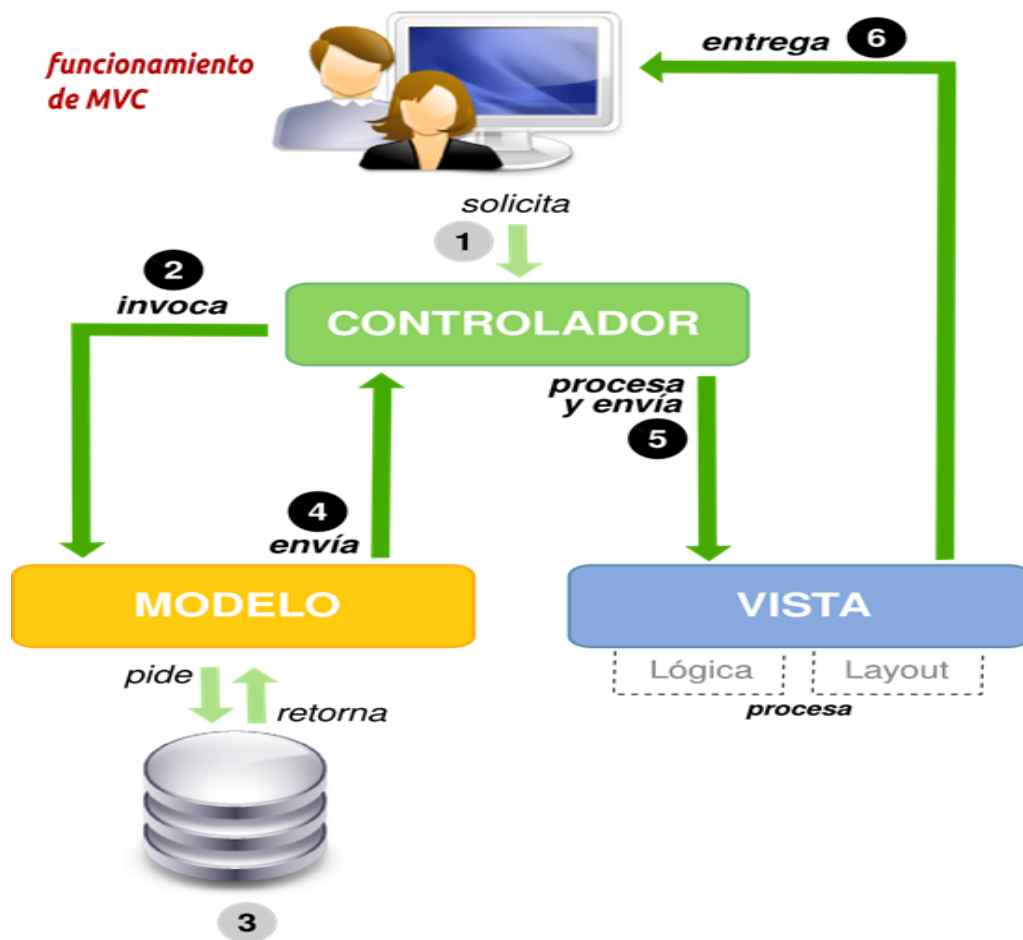 funcionamiento
de MVC
entrega 6
solicita
1
2
invoca
CONTROLADOR
procesa
y envía
5
4
envía
MODELO
VISTA
pide
retorna
Lógica
Layout
procesa
3